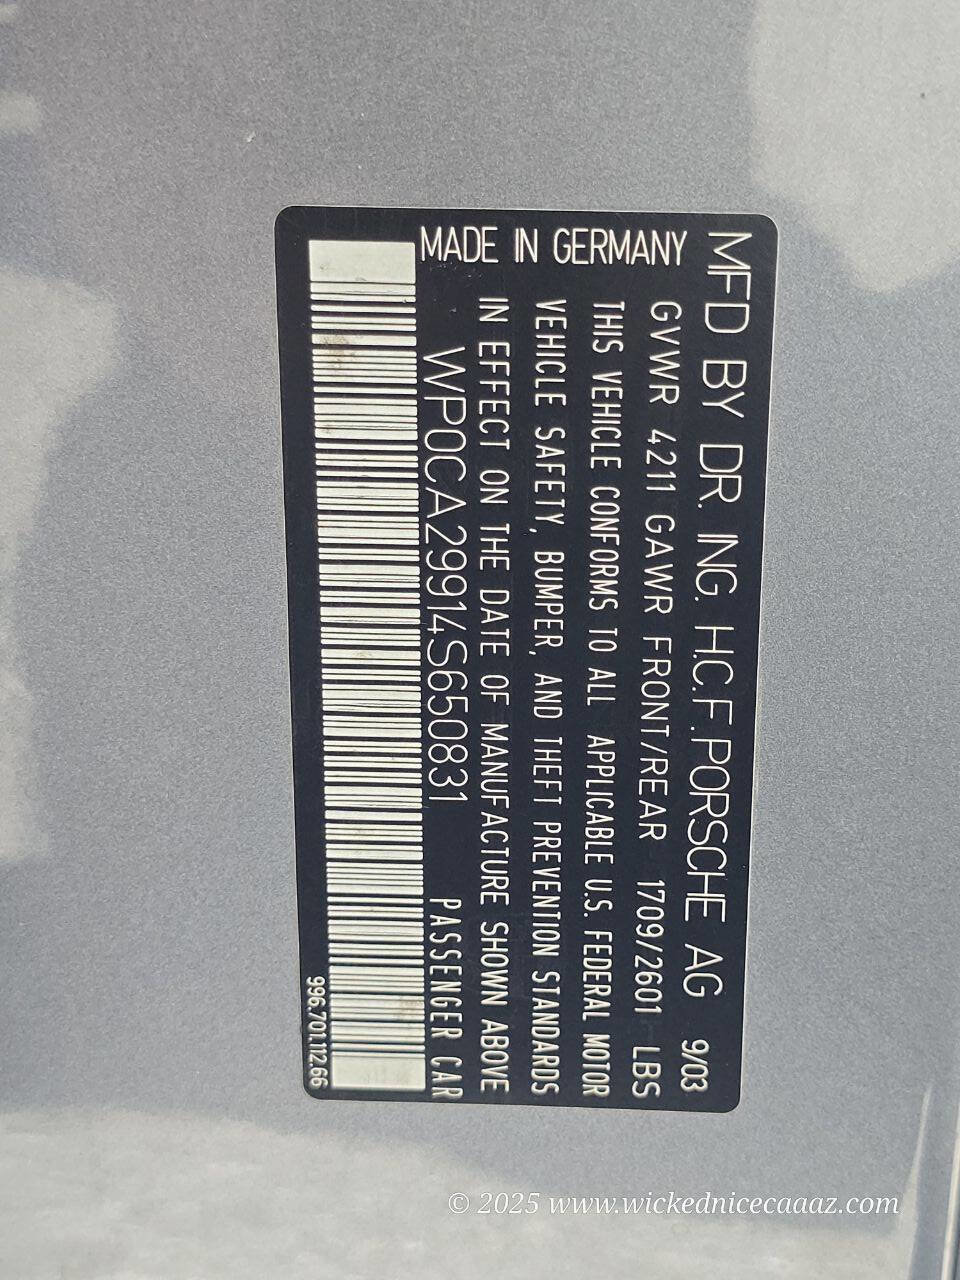 MFD BY DR. ING. H.C.F.PORSCHE AG 9/03
GVWR 4211 GAWR FRONT/REAR 1709/2601 LBS
THIS VEHICLE CONFORMS TO ALL APPLICABLE U.S. FEDERAL MOTOR
VEHICLE SAFETY, BUMPER, AND THEFT PREVENTION STANDARDS
IN EFFECT ON THE DATE OF MANUFACTURE SHOWN ABOVE
MADE IN GERMANY
WP0CA29914S650831 PASSENGER CAR
996.701.112.66
© 2025 www.wickednicecaaaz.com